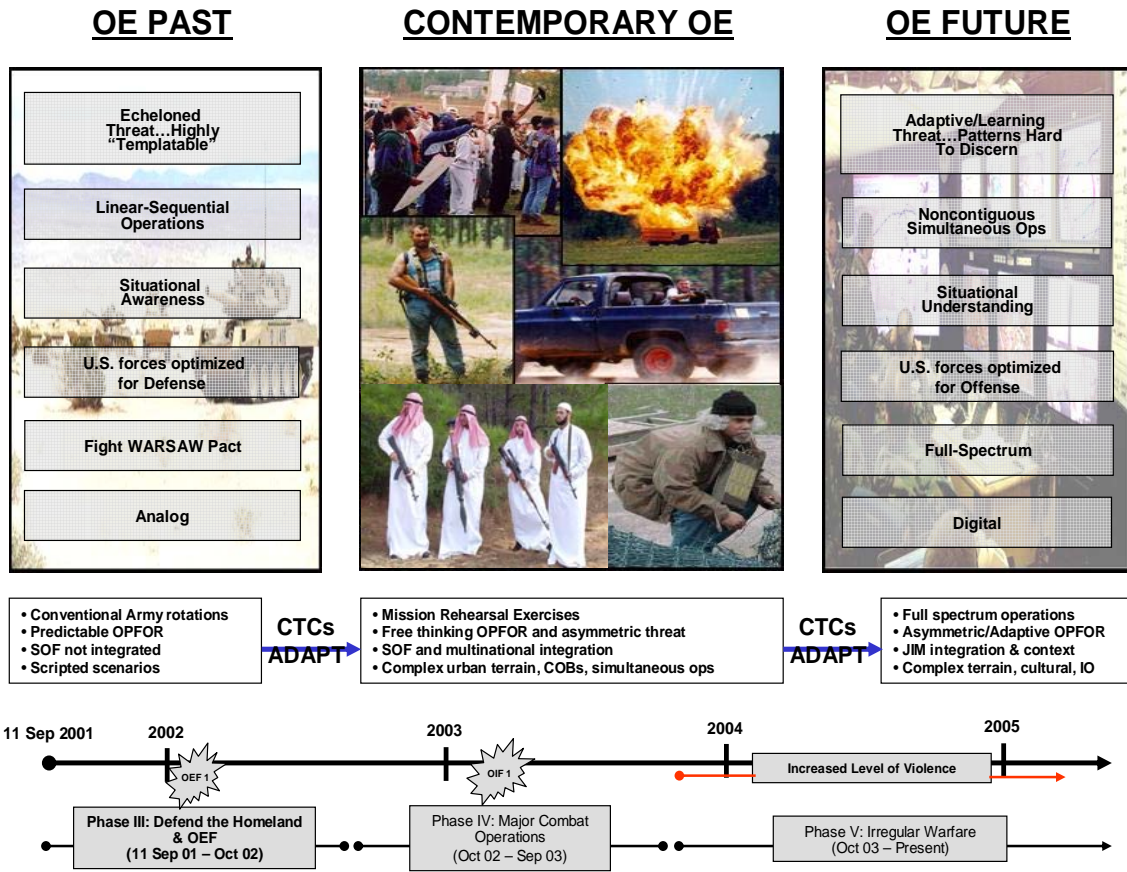 OE PAST
CONTEMPORARY OE
OE FUTURE
Echeloned
Threat…Highly
“Templatable”
Linear-Sequential
Operations
Situational
Awareness
U.S. forces optimized
for Defense
Fight WARSAW Pact
Analog
Adaptive/Learning
Threat…Patterns Hard
To Discern
Noncontiguous
Simultaneous Ops
Situational
Understanding
U.S. forces optimized
for Offense
Full-Spectrum
Digital
• Conventional Army rotations
• Predictable OPFOR
• SOF not integrated
• Scripted scenarios
CTCs
ADAPT
• Mission Rehearsal Exercises
• Free thinking OPFOR and asymmetric threat
• SOF and multinational integration
• Complex urban terrain, COBs, simultaneous ops
CTCs
ADAPT
• Full spectrum operations
• Asymmetric/Adaptive OPFOR
• JIM integration & context
• Complex terrain, cultural, IO
11 Sep 2001
2002
2003
2004
2005
OEF 1
OIF 1
Increased Level of Violence
Phase III: Defend the Homeland
& OEF
(11 Sep 01 – Oct 02)
Phase IV: Major Combat
Operations
(Oct 02 – Sep 03)
Phase V: Irregular Warfare
(Oct 03 – Present)